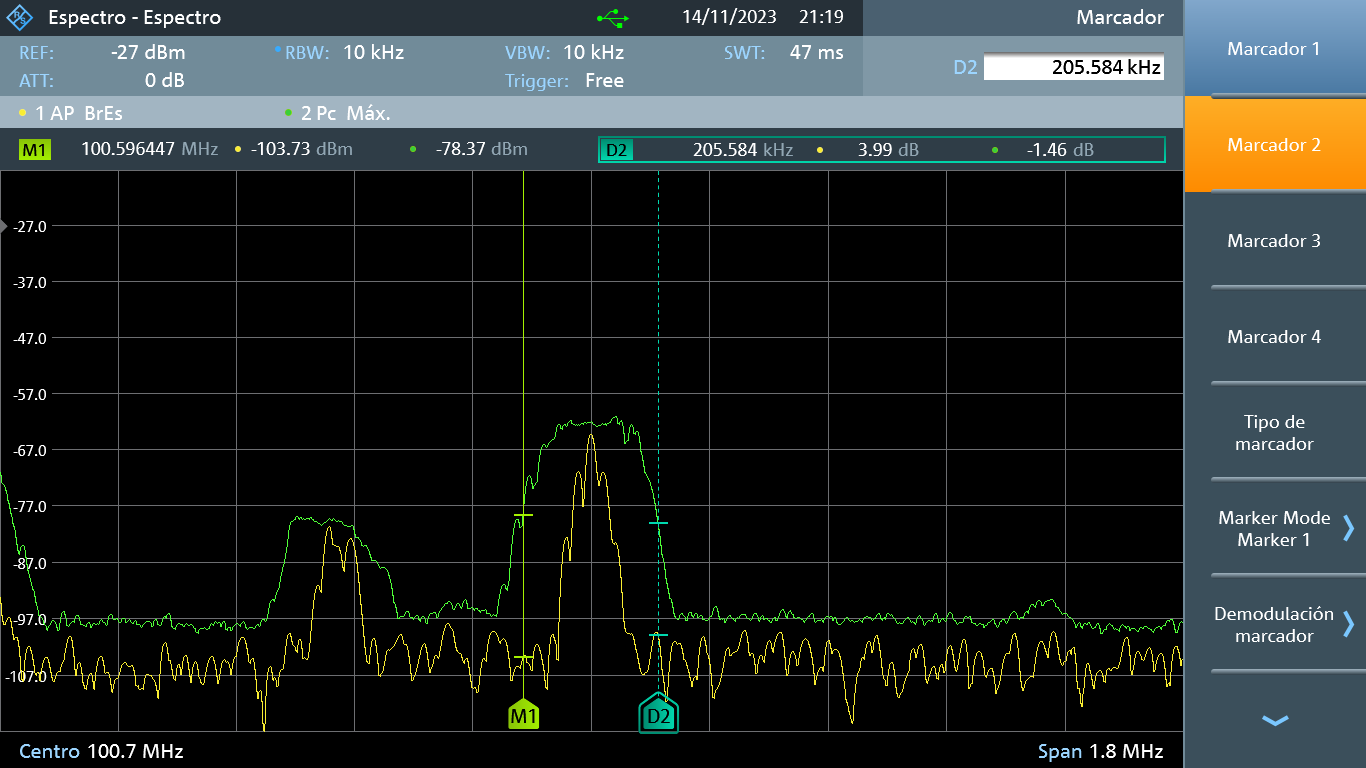 Espectro - Espectro 14/11/2023 21:19 Marcador
REF: -27 dBm RBW: 10 kHz VBW: 10 kHz SWT: 47 ms
ATT: 0 dB Trigger: Free
D2 205.584 kHz
1 AP BrEs 2 Pc Máx.
M1 100.596447 MHz -103.73 dBm -78.37 dBm D2 205.584 kHz 3.99 dB -1.46 dB
-27.0
-37.0
-47.0
-57.0
-67.0
-77.0
-87.0
-97.0
-107.0
M1 D2
Centro 100.7 MHz Span 1.8 MHz
Marcador 1
Marcador 2
Marcador 3
Marcador 4
Tipo de
marcador
Marker Mode
Marker 1
Demodulación
marcador